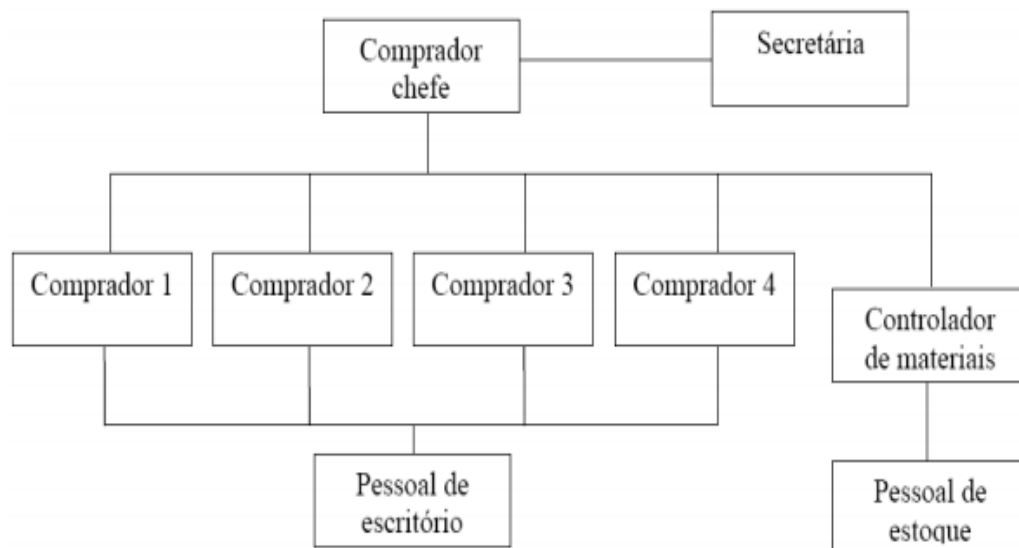 Comprador
chefe
Secretária
Comprador 1
Comprador 2
Comprador 3
Comprador 4
Controlador
de materiais
Pessoal de
escritório
Pessoal de
estoque